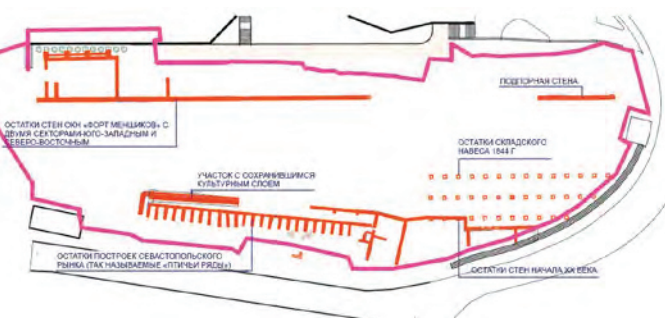 ПОДПОРНАЯ СТЕНА
ОСТАТКИ СТЕН ОКН «ФОРТ МЕНШИКОВ» С
ДВУМЯ СЕКТОРАМИ-ЮГО-ЗАПАДНЫМ И
СЕВЕРО-ВОСТОЧНЫМ
ОСТАТКИ СКЛАДСКОГО
НАВЕСА 1844 Г
УЧАСТОК С СОХРАНИВШИМСЯ
КУЛЬТУРНЫМ СЛОЕМ
ОСТАТКИ ПОСТРОЕК СЕВАСТОПОЛЬСКОГО
РЫНКА (ТАК НАЗЫВАЕМЫЕ «ПТИЧЬИ РЯДЫ»)
ОСТАТКИ СТЕН НАЧАЛА XX ВЕКА